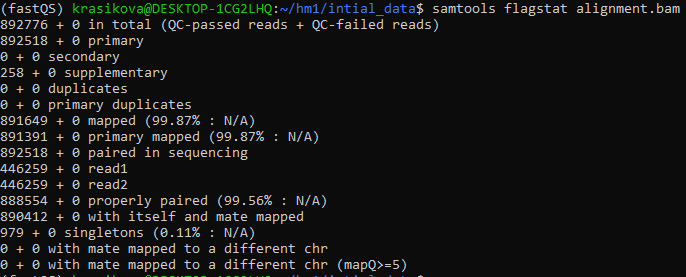 (fastQS) krasikova@DESKTOP-1CG2LHQ:~/hm1/intial_data$ samtools flagstat alignment.bam
892776 + 0 in total (QC-passed reads + QC-failed reads)
892518 + 0 primary
0 + 0 secondary
258 + 0 supplementary
0 + 0 duplicates
0 + 0 primary duplicates
891649 + 0 mapped (99.87% : N/A)
891391 + 0 primary mapped (99.87% : N/A)
892518 + 0 paired in sequencing
446259 + 0 read1
446259 + 0 read2
888554 + 0 properly paired (99.56% : N/A)
890412 + 0 with itself and mate mapped
979 + 0 singletons (0.11% : N/A)
0 + 0 with mate mapped to a different chr
0 + 0 with mate mapped to a different chr (mapQ>=5)